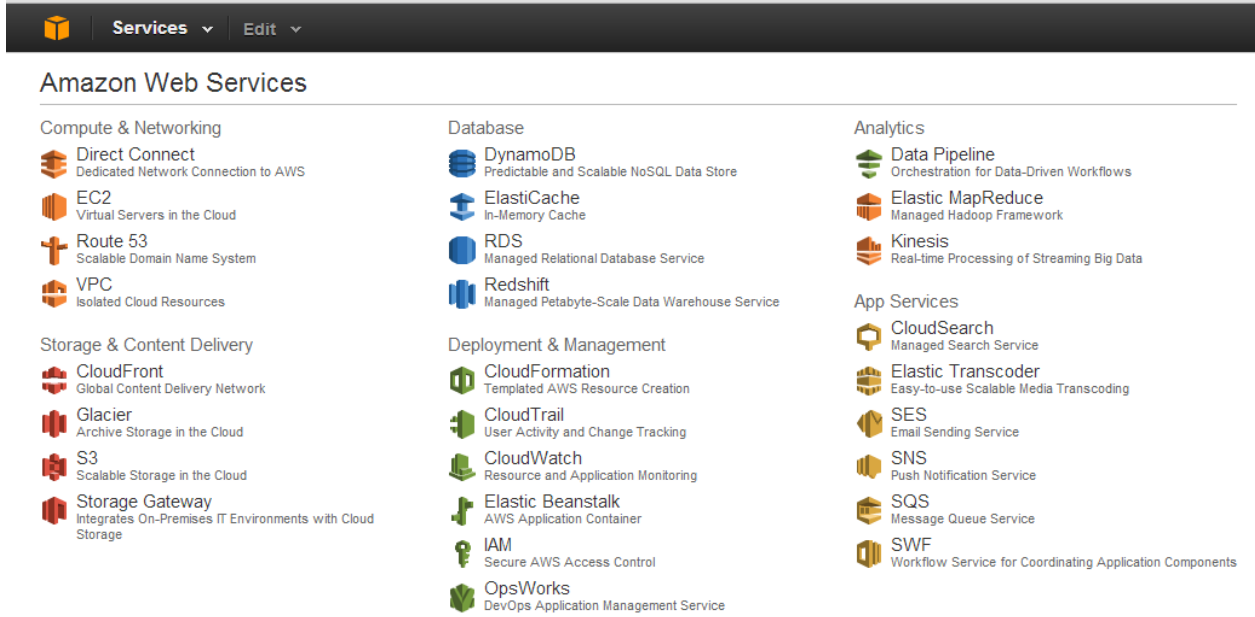 Services Edit
Amazon Web Services
Compute & Networking
Direct Connect
Dedicated Network Connection to AWS
EC2
Virtual Servers in the Cloud
Route 53
Scalable Domain Name System
VPC
Isolated Cloud Resources
Storage & Content Delivery
CloudFront
Global Content Delivery Network
Glacier
Archive Storage in the Cloud
S3
Scalable Storage in the Cloud
Storage Gateway
Integrates On-Premises IT Environments with Cloud
Storage
Database
DynamoDB
Predictable and Scalable NoSQL Data Store
ElastiCache
In-Memory Cache
RDS
Managed Relational Database Service
Redshift
Managed Petabyte-Scale Data Warehouse Service
Deployment & Management
CloudFormation
Templated AWS Resource Creation
CloudTrail
User Activity and Change Tracking
CloudWatch
Resource and Application Monitoring
Elastic Beanstalk
AWS Application Container
IAM
Secure AWS Access Control
OpsWorks
DevOps Application Management Service
Analytics
Data Pipeline
Orchestration for Data-Driven Workflows
Elastic MapReduce
Managed Hadoop Framework
Kinesis
Real-time Processing of Streaming Big Data
App Services
CloudSearch
Managed Search Service
Elastic Transcoder
Easy-to-use Scalable Media Transcoding
SES
Email Sending Service
SNS
Push Notification Service
SQS
Message Queue Service
SWF
Workflow Service for Coordinating Application Components